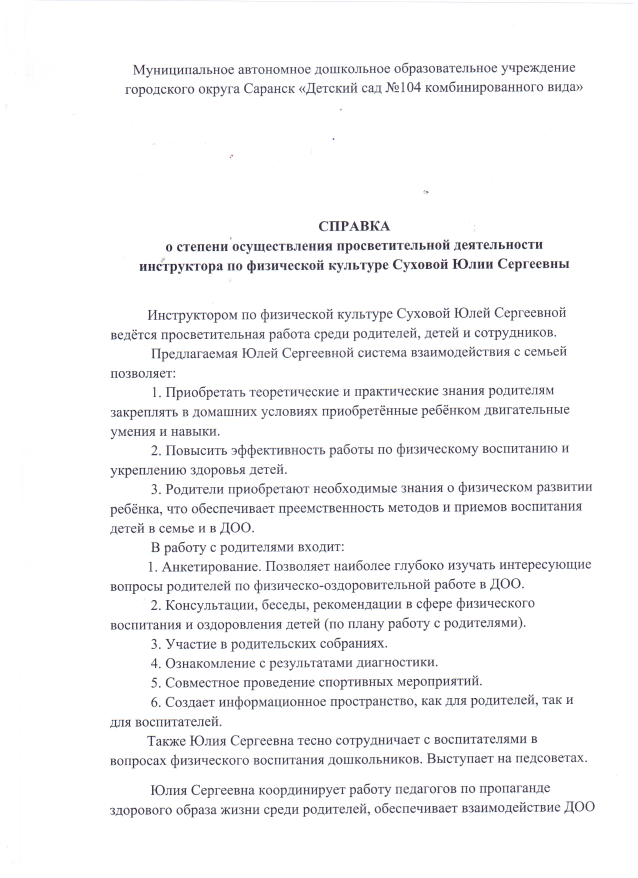 Муниципальное автономное дошкольное образовательное учреждение
городского округа Саранск «Детский сад №104 комбинированного вида»
СПРАВКА
о степени осуществления просветительной деятельности
инструктора по физической культуре Суховой Юлии Сергеевны
Инструктором по физической культуре Суховой Юлей Сергеевной
ведётся просветительная работа среди родителей, детей и сотрудников.
Предлагаемая Юлей Сергеевной система взаимодействия с семьей
позволяет:
1. Приобретать теоретические и практические знания родителям
закреплять в домашних условиях приобретённые ребёнком двигательные
умения и навыки.
2. Повысить эффективность работы по физическому воспитанию и
укреплению здоровья детей.
3. Родители приобретают необходимые знания о физическом развитии
ребёнка, что обеспечивает преемственность методов и приемов воспитания
детей в семье и в ДОО.
В работу с родителями входит:
1. Анкетирование. Позволяет наиболее глубоко изучать интересующие
вопросы родителей по физическо-оздоровительной работе в ДОО.
2. Консультации, беседы, рекомендации в сфере физического
воспитания и оздоровления детей (по плану работу с родителями).
3. Участие в родительских собраниях.
4. Ознакомление с результатами диагностики.
5. Совместное проведение спортивных мероприятий.
6. Создает информационное пространство, как для родителей, так и
для воспитателей.
Также Юлия Сергеевна тесно сотрудничает с воспитателями в
вопросах физического воспитания дошкольников. Выступает на педсоветах.
Юлия Сергеевна координирует работу педагогов по пропаганде
здорового образа жизни среди родителей, обеспечивает взаимодействие ДОО